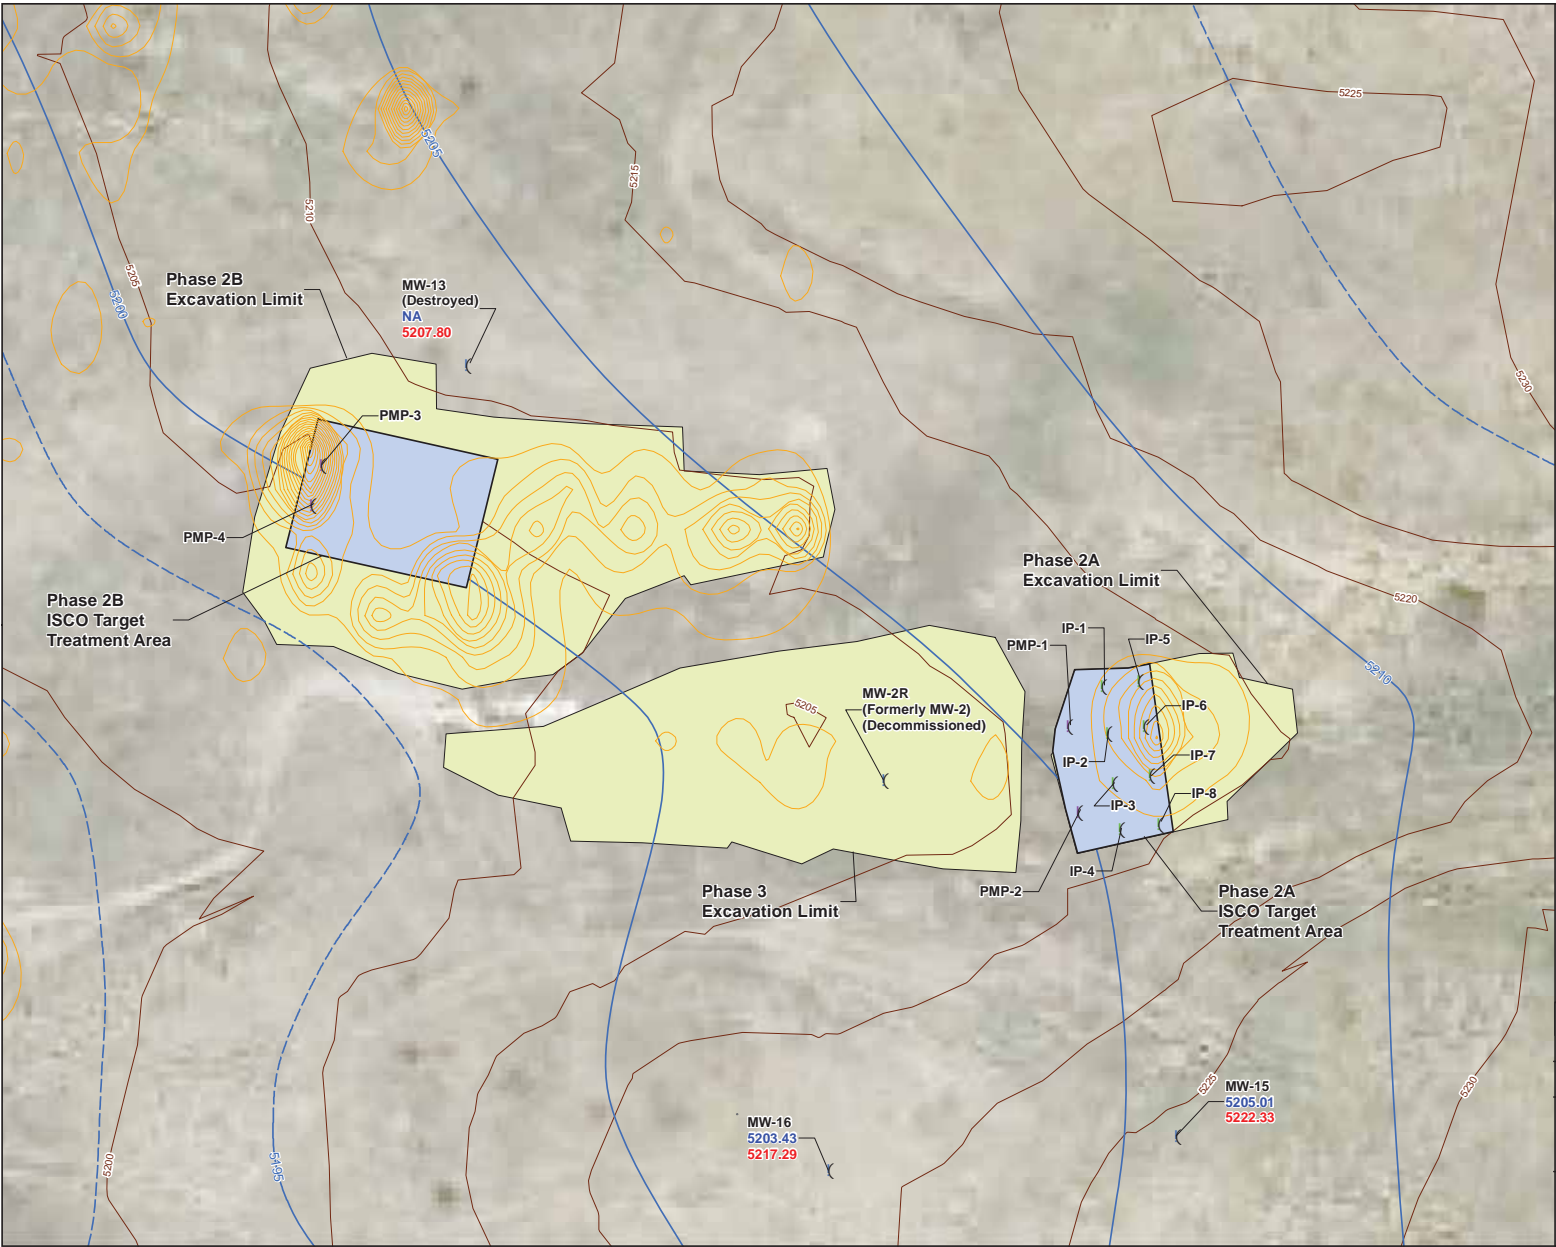 5225
5205
5215
5210
5205
5200
Phase 2B
Excavation Limit
MW-13
(Destroyed)
NA
5207.80
5230
PMP-3
PMP-4
Phase 2B
ISCO Target
Treatment Area
Phase 2A
Excavation Limit
5220
IP-1
IP-5
PMP-1
5210
MW-2R
(Formerly MW-2)
(Decommissioned)
5205
IP-6
IP-2
IP-7
IP-3
IP-8
IP-4
PMP-2
Phase 3
Excavation Limit
Phase 2A
ISCO Target
Treatment Area
5225
MW-15
5205.01
5222.33
5230
MW-16
5203.43
5217.29
5200
5195